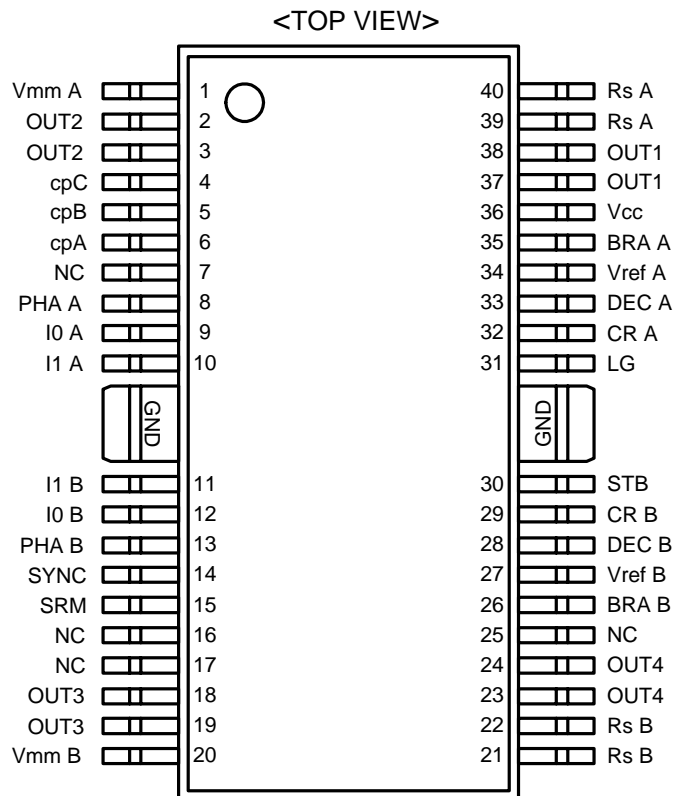 <TOP VIEW>
Vmm A 1 40 Rs A
OUT2 2 39 Rs A
OUT2 3 38 OUT1
cpC 4 37 OUT1
cpB 5 36 Vcc
cpA 6 35 BRA A
NC 7 34 Vref A
PHA A 8 33 DEC A
I0 A 9 32 CR A
I1 A 10 31 LG
GND GND
I1 B 11 30 STB
I0 B 12 29 CR B
PHA B 13 28 DEC B
SYNC 14 27 Vref B
SRM 15 26 BRA B
NC 16 25 NC
NC 17 24 OUT4
OUT3 18 23 OUT4
OUT3 19 22 Rs B
Vmm B 20 21 Rs B